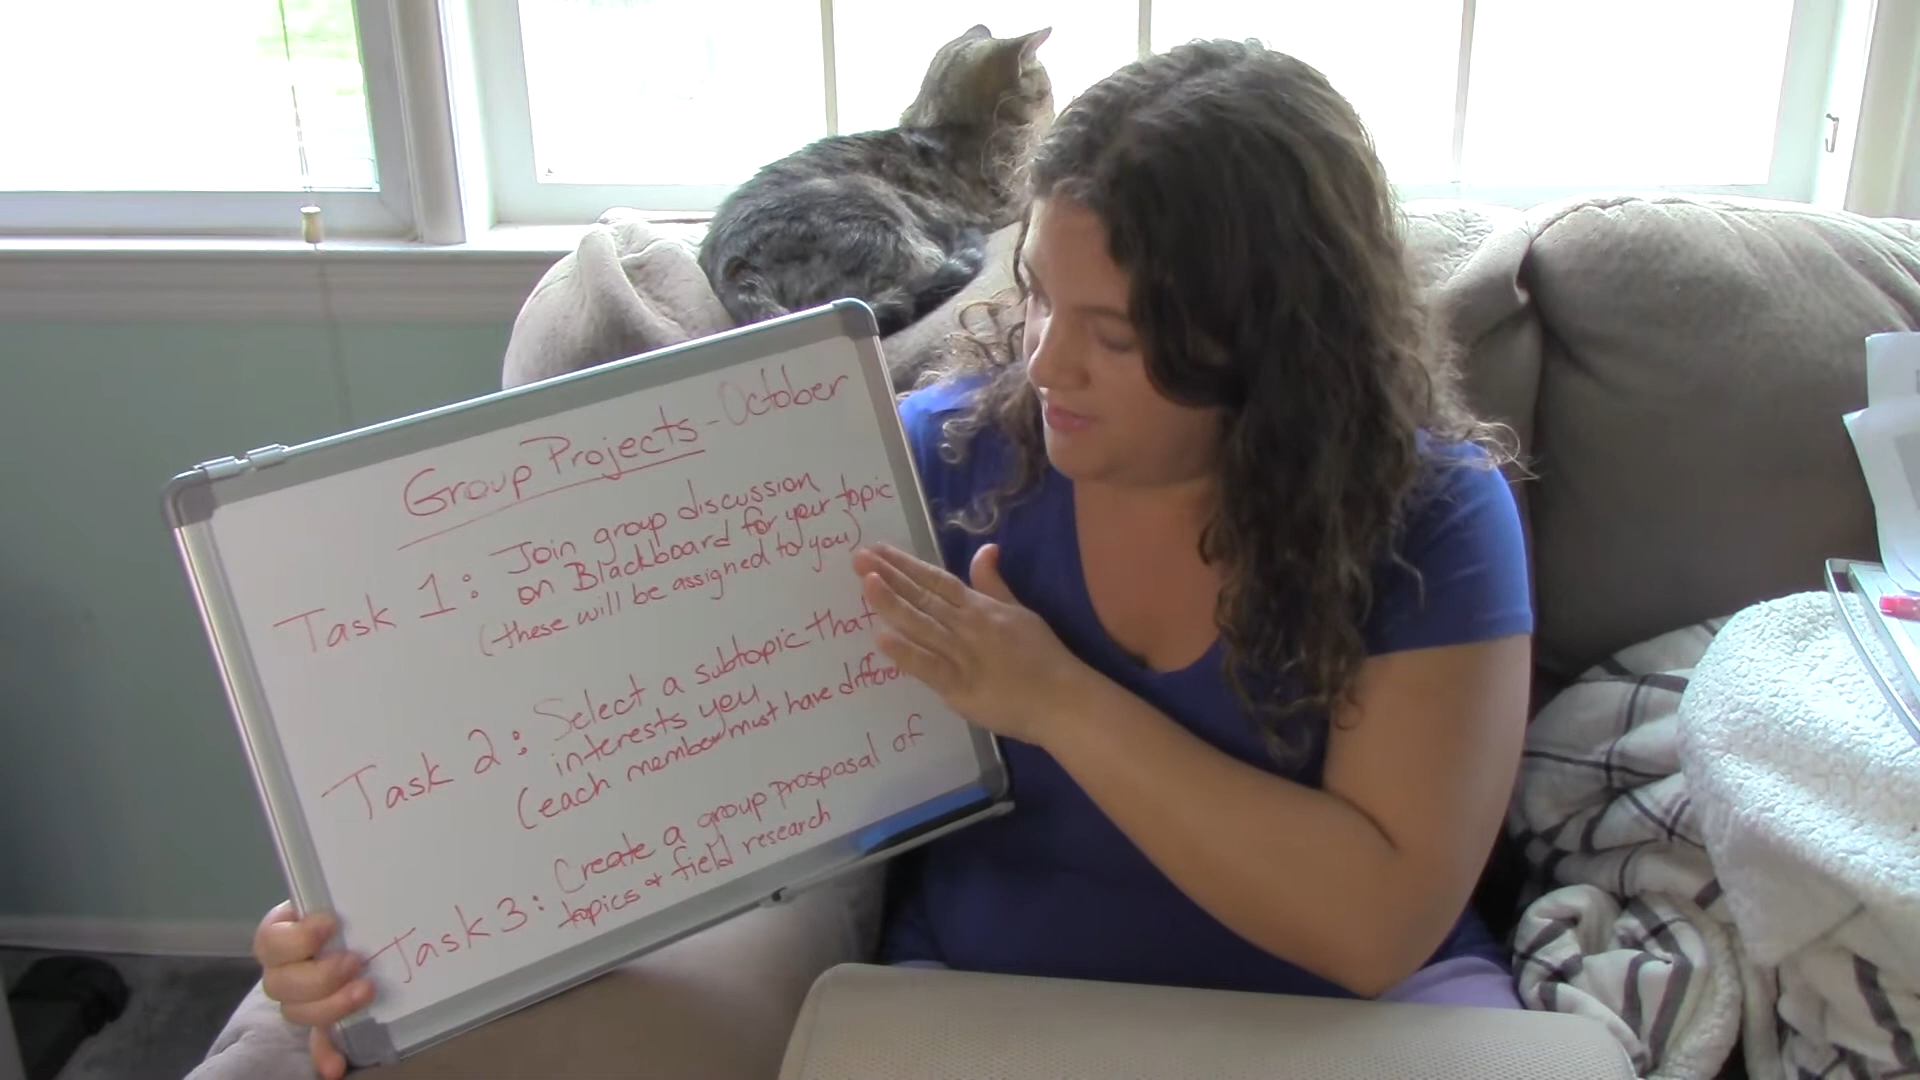 Group Projects - October
Task 1: Join group discussion
on Blackboard for your topic
(these will be assigned to you)
Task 2: Select a subtopic that
interests you
(each member must have differen
Task 3: Create a group prosposal of
topics & field research